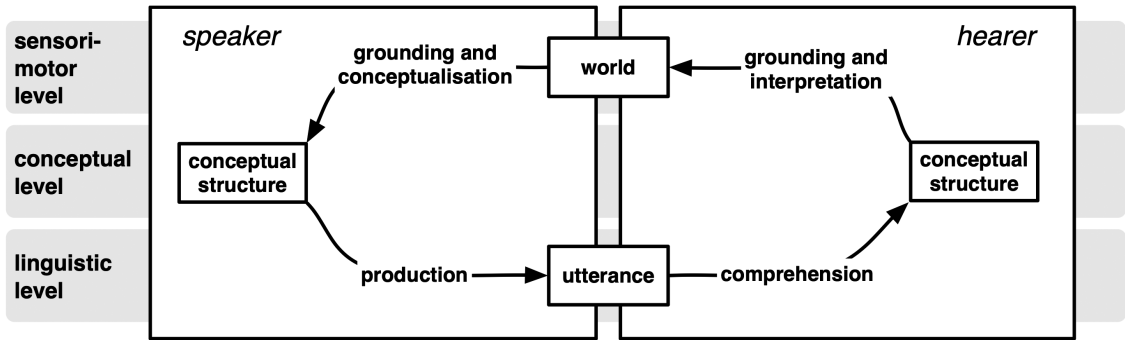 sensori-
motor
level
speaker
grounding and
conceptualisation
world
grounding and
interpretation
hearer
conceptual
level
conceptual
structure
conceptual
structure
linguistic
level
production
utterance
comprehension